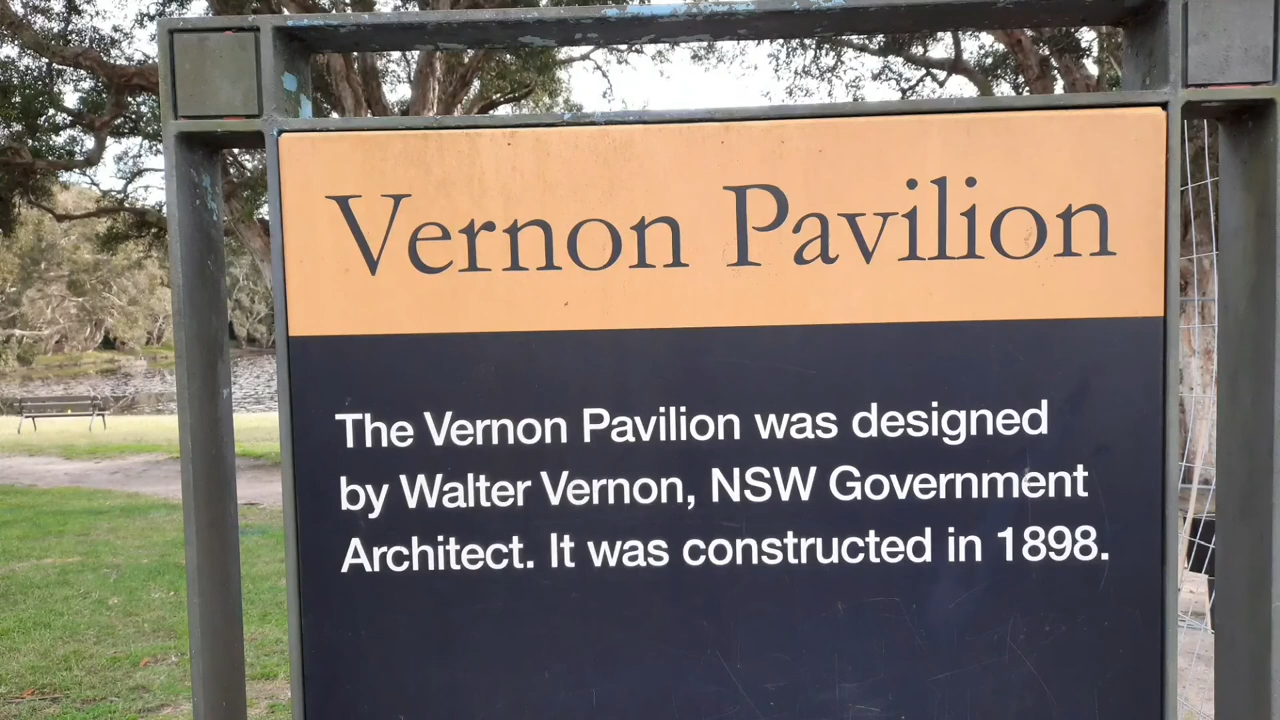 Vernon Pavilion
The Vernon Pavilion was designed
by Walter Vernon, NSW Government
Architect. It was constructed in 1898.